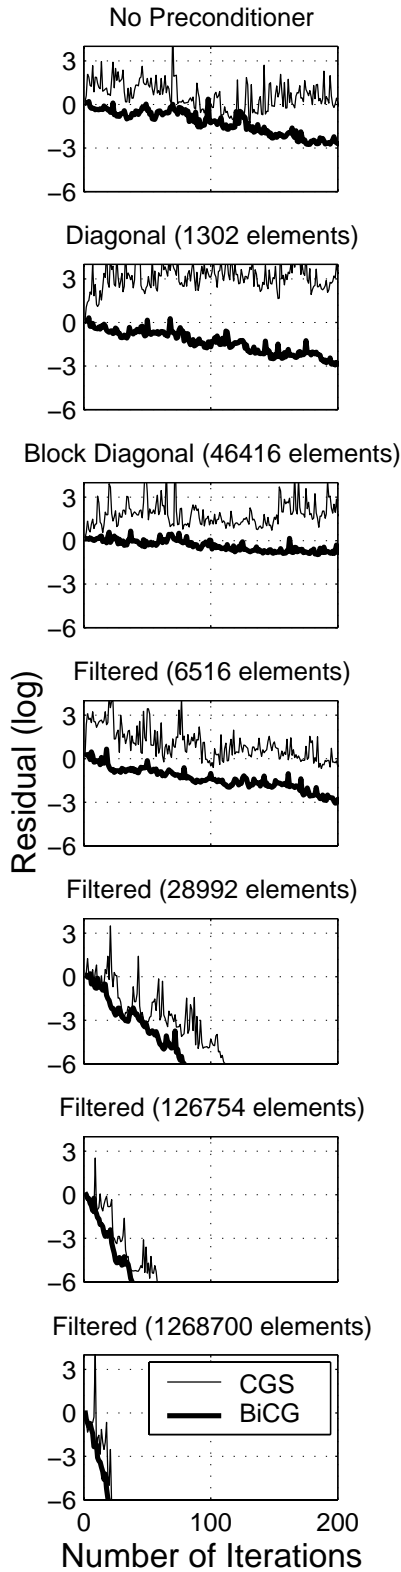 No Preconditioner
3
0
−3
−6
Diagonal (1302 elements)
3
0
−3
−6
Block Diagonal (46416 elements)
3
0
−3
−6
Filtered (6516 elements)
3
0
−3
−6
Residual (log)
Filtered (28992 elements)
3
0
−3
−6
Filtered (126754 elements)
3
0
−3
−6
Filtered (1268700 elements)
3
0
−3
−6
CGS
BiCG
0 100 200
Number of Iterations